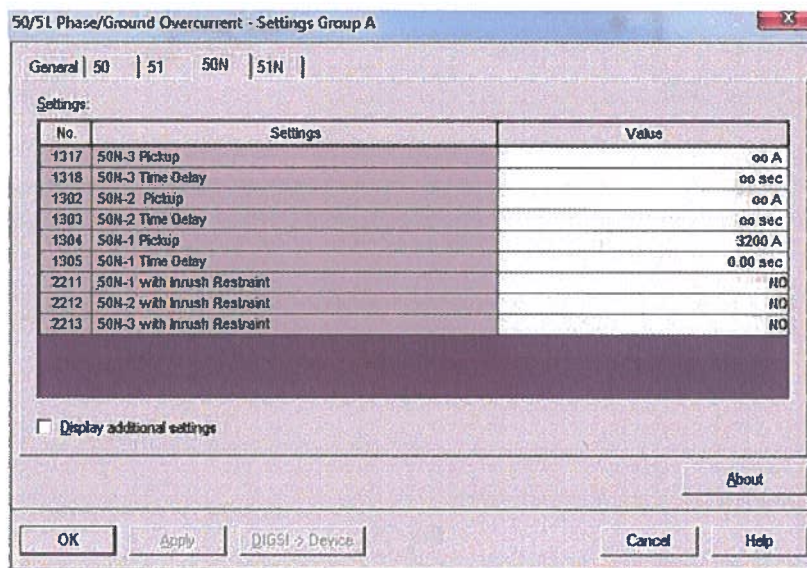 50/51 Phase/Ground Overcurrent - Settings Group A
General 50 51 50N 51N
Settings:
No. Settings Value
1317 50N-3 Pickup oo A
1318 50N-3 Time Delay oo sec
1302 50N-2 Pickup oo A
1303 50N-2 Time Delay oo sec
1304 50N-1 Pickup 3200 A
1305 50N-1 Time Delay 0.00 sec
2211 50N-1 with Inrush Restraint NO
2212 50N-2 with Inrush Restraint NO
2213 50N-3 with Inrush Restraint NO
Display additional settings
About
OK Apply DIGSI -> Device Cancel Help